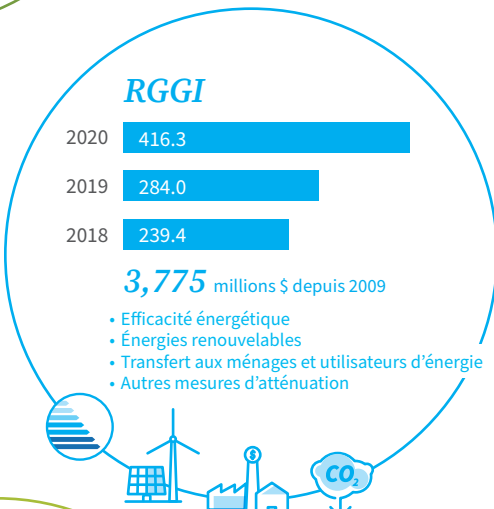 RGGI
2020 416.3
2019 284.0
2018 239.4
3,775 millions $ depuis 2009
• Efficacité énergétique
• Énergies renouvelables
• Transfert aux ménages et utilisateurs d'énergie
• Autres mesures d'atténuation
$
CO2